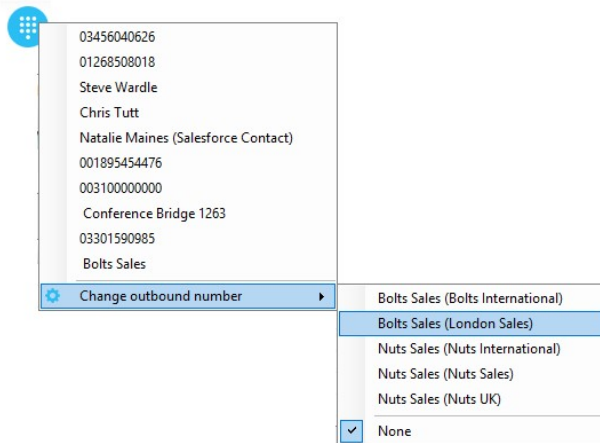 03456040626
01268508018
Steve Wardle
Chris Tutt
Natalie Maines (Salesforce Contact)
001895454476
003100000000
Conference Bridge 1263
03301590985
Bolts Sales
Change outbound number
Bolts Sales (Bolts International)
Bolts Sales (London Sales)
Nuts Sales (Nuts International)
Nuts Sales (Nuts Sales)
Nuts Sales (Nuts UK)
None